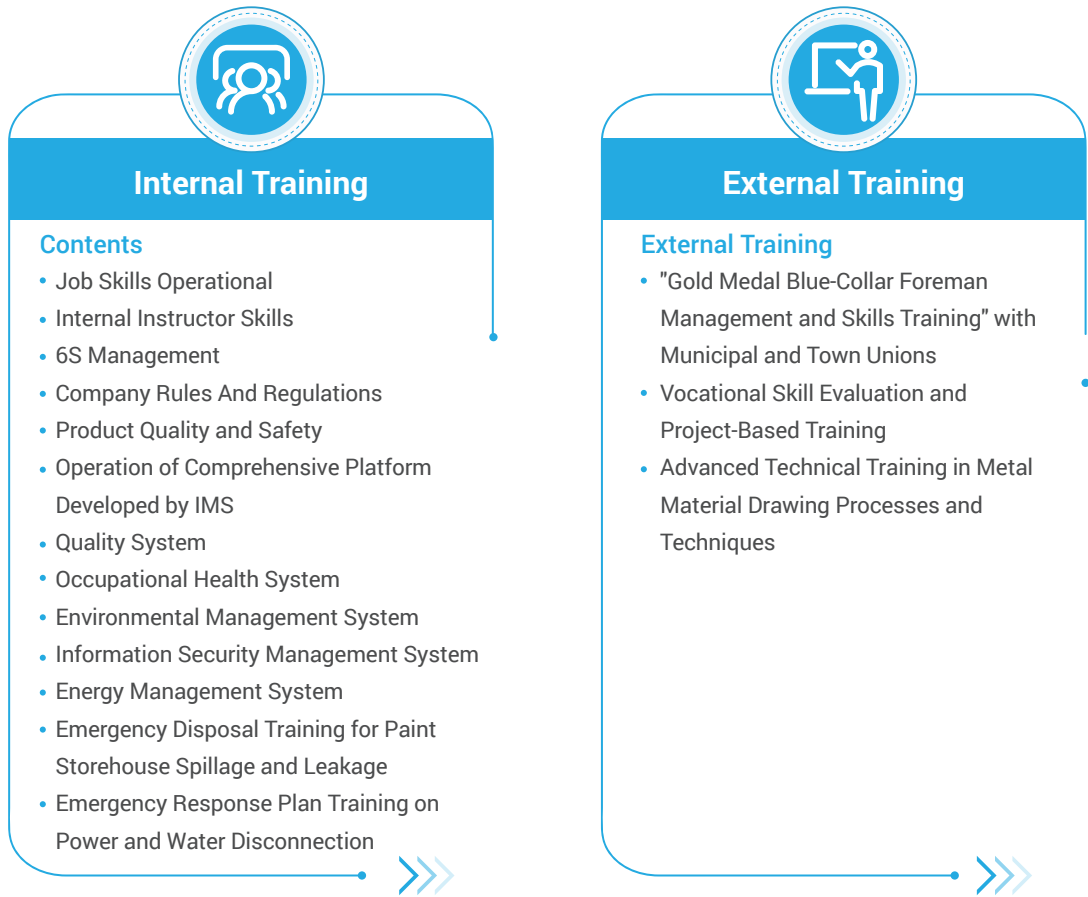 Internal Training
Contents
• Job Skills Operational
• Internal Instructor Skills
• 6S Management
• Company Rules And Regulations
• Product Quality and Safety
• Operation of Comprehensive Platform
Developed by IMS
• Quality System
• Occupational Health System
• Environmental Management System
• Information Security Management System
• Energy Management System
• Emergency Disposal Training for Paint
Storehouse Spillage and Leakage
• Emergency Response Plan Training on
Power and Water Disconnection
External Training
External Training
• "Gold Medal Blue-Collar Foreman
Management and Skills Training" with
Municipal and Town Unions
• Vocational Skill Evaluation and
Project-Based Training
• Advanced Technical Training in Metal
Material Drawing Processes and
Techniques